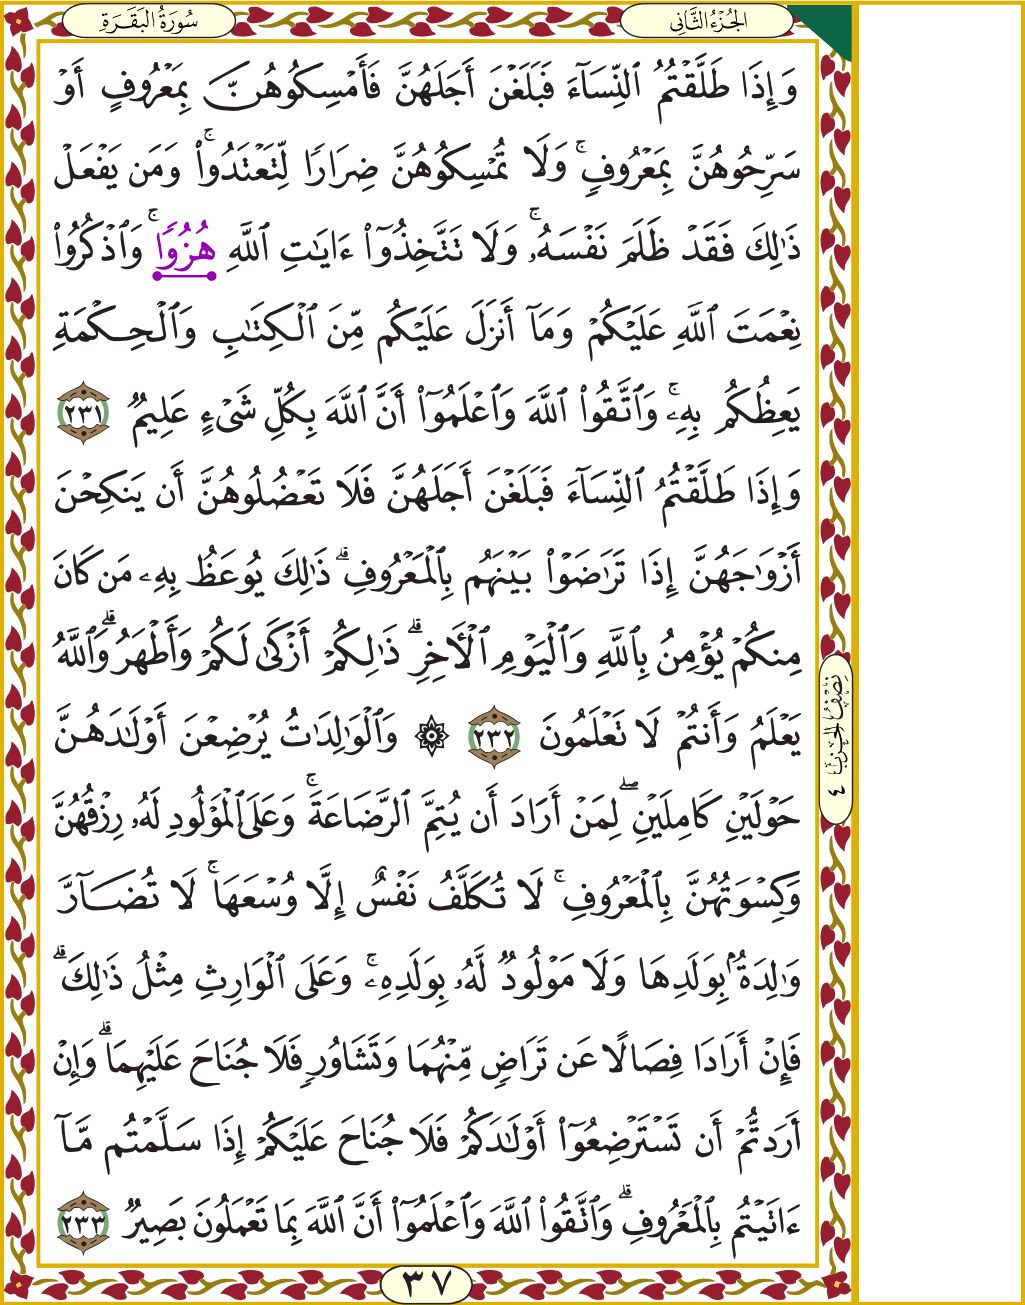 الجُزْءُ الثَّانِي
سُورَةُ البَقَرَةِ
وَإِذَا طَلَّقۡتُمُ ٱلنِّسَآءَ فَبَلَغۡنَ أَجَلَهُنَّ فَأَمۡسِكُوهُنَّ بِمَعۡرُوفٍ أَوۡ
سَرِّحُوهُنَّ بِمَعۡرُوفٖۚ وَلَا تُمۡسِكُوهُنَّ ضِرَارٗا لِّتَعۡتَدُواْۚ وَمَن يَفۡعَلۡ
ذَٰلِكَ فَقَدۡ ظَلَمَ نَفۡسَهُۥۚ وَلَا تَتَّخِذُوٓاْ ءَايَٰتِ ٱللَّهِ هُزُوٗاۚ وَٱذۡكُرُواْ
نِعۡمَتَ ٱللَّهِ عَلَيۡكُمۡ وَمَآ أَنزَلَ عَلَيۡكُم مِّنَ ٱلۡكِتَٰبِ وَٱلۡحِكۡمَةِ
يَعِظُكُم بِهِۦۚ وَٱتَّقُواْ ٱللَّهَ وَٱعۡلَمُوٓاْ أَنَّ ٱللَّهَ بِكُلِّ شَيۡءٍ عَلِيمٞ ٢٣١
وَإِذَا طَلَّقۡتُمُ ٱلنِّسَآءَ فَبَلَغۡنَ أَجَلَهُنَّ فَلَا تَعۡضُلُوهُنَّ أَن يَنكِحۡنَ
أَزۡوَٰجَهُنَّ إِذَا تَرَٰضَوۡاْ بَيۡنَهُم بِٱلۡمَعۡرُوفِۗ ذَٰلِكَ يُوعَظُ بِهِۦ مَن كَانَ
مِنكُمۡ يُؤۡمِنُ بِٱللَّهِ وَٱلۡيَوۡمِ ٱلۡأٓخِرِۗ ذَٰلِكُمۡ أَزۡكَىٰ لَكُمۡ وَأَطۡهَرُۗ وَٱللَّهُ
يَعۡلَمُ وَأَنتُمۡ لَا تَعۡلَمُونَ ٢٣٢ ۞ وَٱلۡوَٰلِدَٰتُ يُرۡضِعۡنَ أَوۡلَٰدَهُنَّ
حَوۡلَيۡنِ كَامِلَيۡنِۖ لِمَنۡ أَرَادَ أَن يُتِمَّ ٱلرَّضَاعَةَۚ وَعَلَى ٱلۡمَوۡلُودِ لَهُۥ رِزۡقُهُنَّ
وَكِسۡوَتُهُنَّ بِٱلۡمَعۡرُوفِۚ لَا تُكَلَّفُ نَفۡسٌ إِلَّا وُسۡعَهَاۚ لَا تُضَآرَّ
وَٰلِدَةُۢ بِوَلَدِهَا وَلَا مَوۡلُودٞ لَّهُۥ بِوَلَدِهِۦۚ وَعَلَى ٱلۡوَارِثِ مِثۡلُ ذَٰلِكَۗ
فَإِنۡ أَرَادَا فِصَالًا عَن تَرَاضٖ مِّنۡهُمَا وَتَشَاوُرٖ فَلَا جُنَاحَ عَلَيۡهِمَاۗ وَإِنۡ
أَرَدتُّمۡ أَن تَسۡتَرۡضِعُوٓاْ أَوۡلَٰدَكُمۡ فَلَا جُنَاحَ عَلَيۡكُمۡ إِذَا سَلَّمۡتُم مَّآ
ءَاتَيۡتُم بِٱلۡمَعۡرُوفِۗ وَٱتَّقُواْ ٱللَّهَ وَٱعۡلَمُوٓاْ أَنَّ ٱللَّهَ بِمَا تَعۡمَلُونَ بَصِيرٞ ٢٣٣
نِصْفُ الحِزْبِ ٤
٣٧